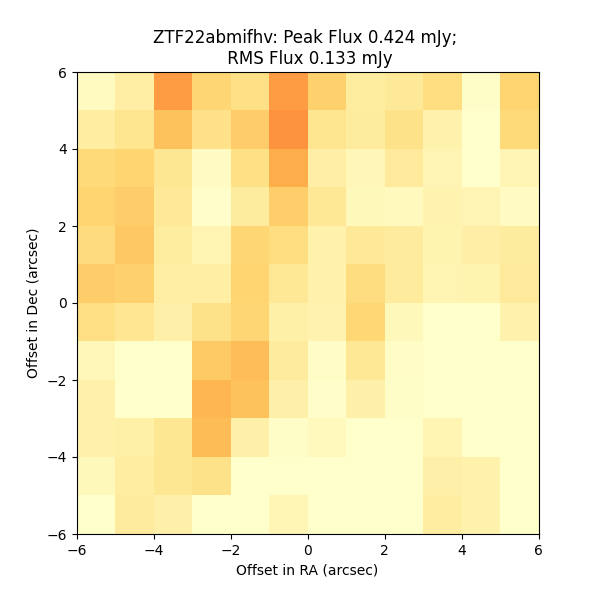 ZTF22abmifhv: Peak Flux 0.424 mJy;
RMS Flux 0.133 mJy
6
4
2
0
−2
−4
−6
Offset in Dec (arcsec)
−6 −4 −2 0 2 4 6
Offset in RA (arcsec)